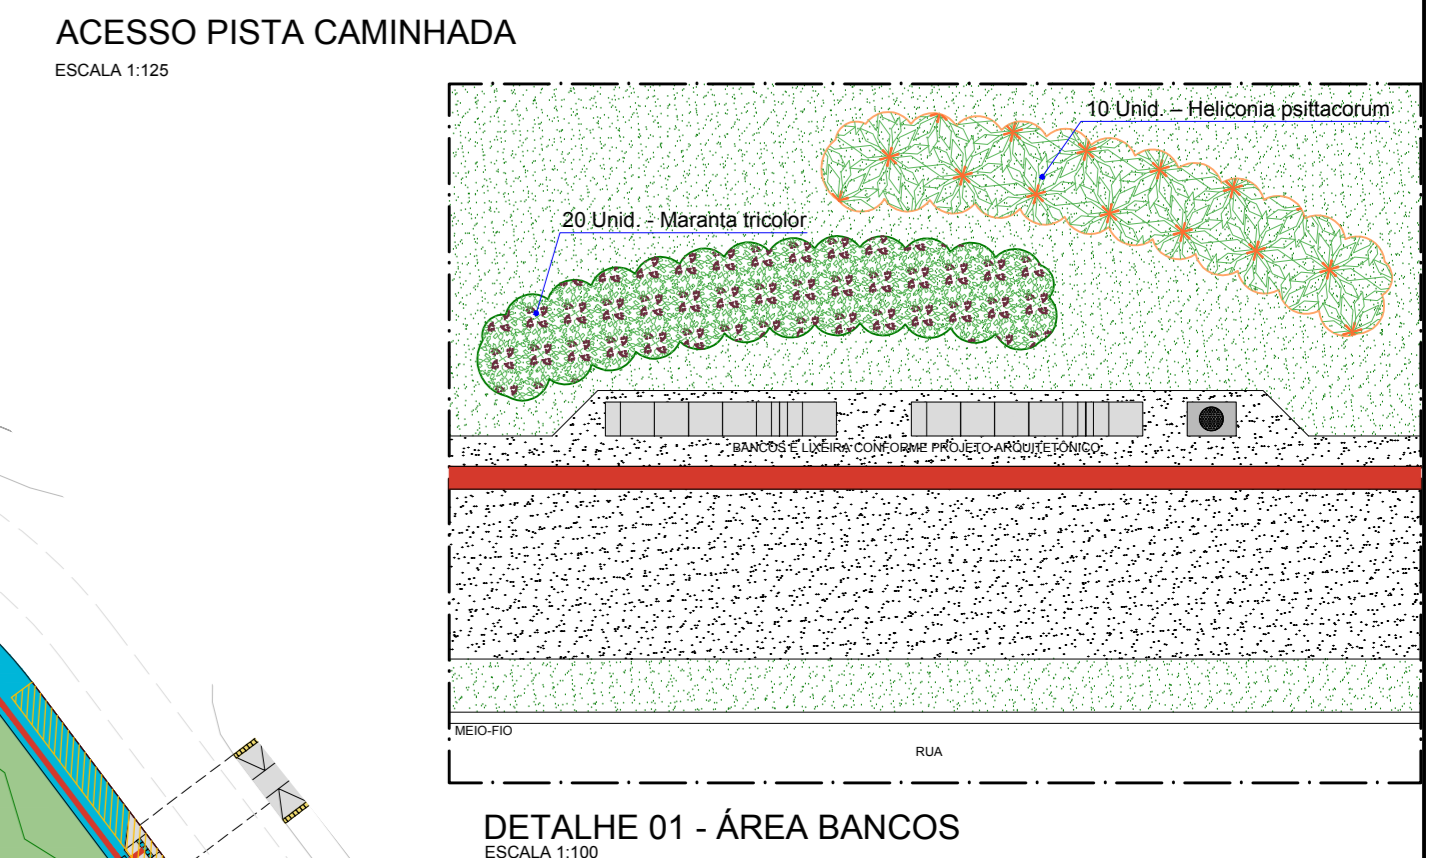 ACESSO PISTA CAMINHADA
ESCALA 1:125
10 Unid. – Heliconia psittacorum
20 Unid. - Maranta tricolor
BANCOS E LIXEIRA CONFORME PROJETO ARQUITETÔNICO
MEIO-FIO
RUA
DETALHE 01 - ÁREA BANCOS
ESCALA 1:100